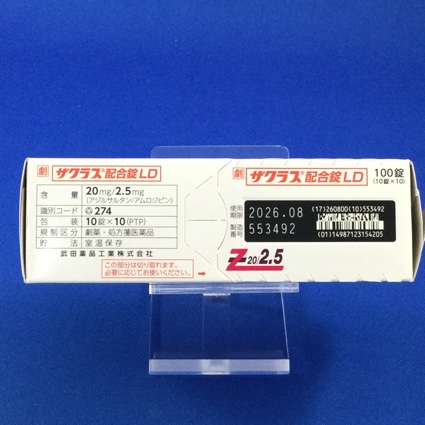 劇 ザクラス®配合錠LD
含量 20mg/2.5mg
(アジルサルタン/アムロジピン)
識別コード 274
包装 10錠×10(PTP)
規制区分 劇薬・処方箋医薬品
貯法 室温保存
武田薬品工業株式会社
この部分は切り取れます。
必要に応じてお使いください。
劇 ザクラス®配合錠LD 100錠
(10錠×10)
使用期限 2026.08
製造番号 553492
(17)260800(10)553492
(01)14987123154205
Z20/2.5